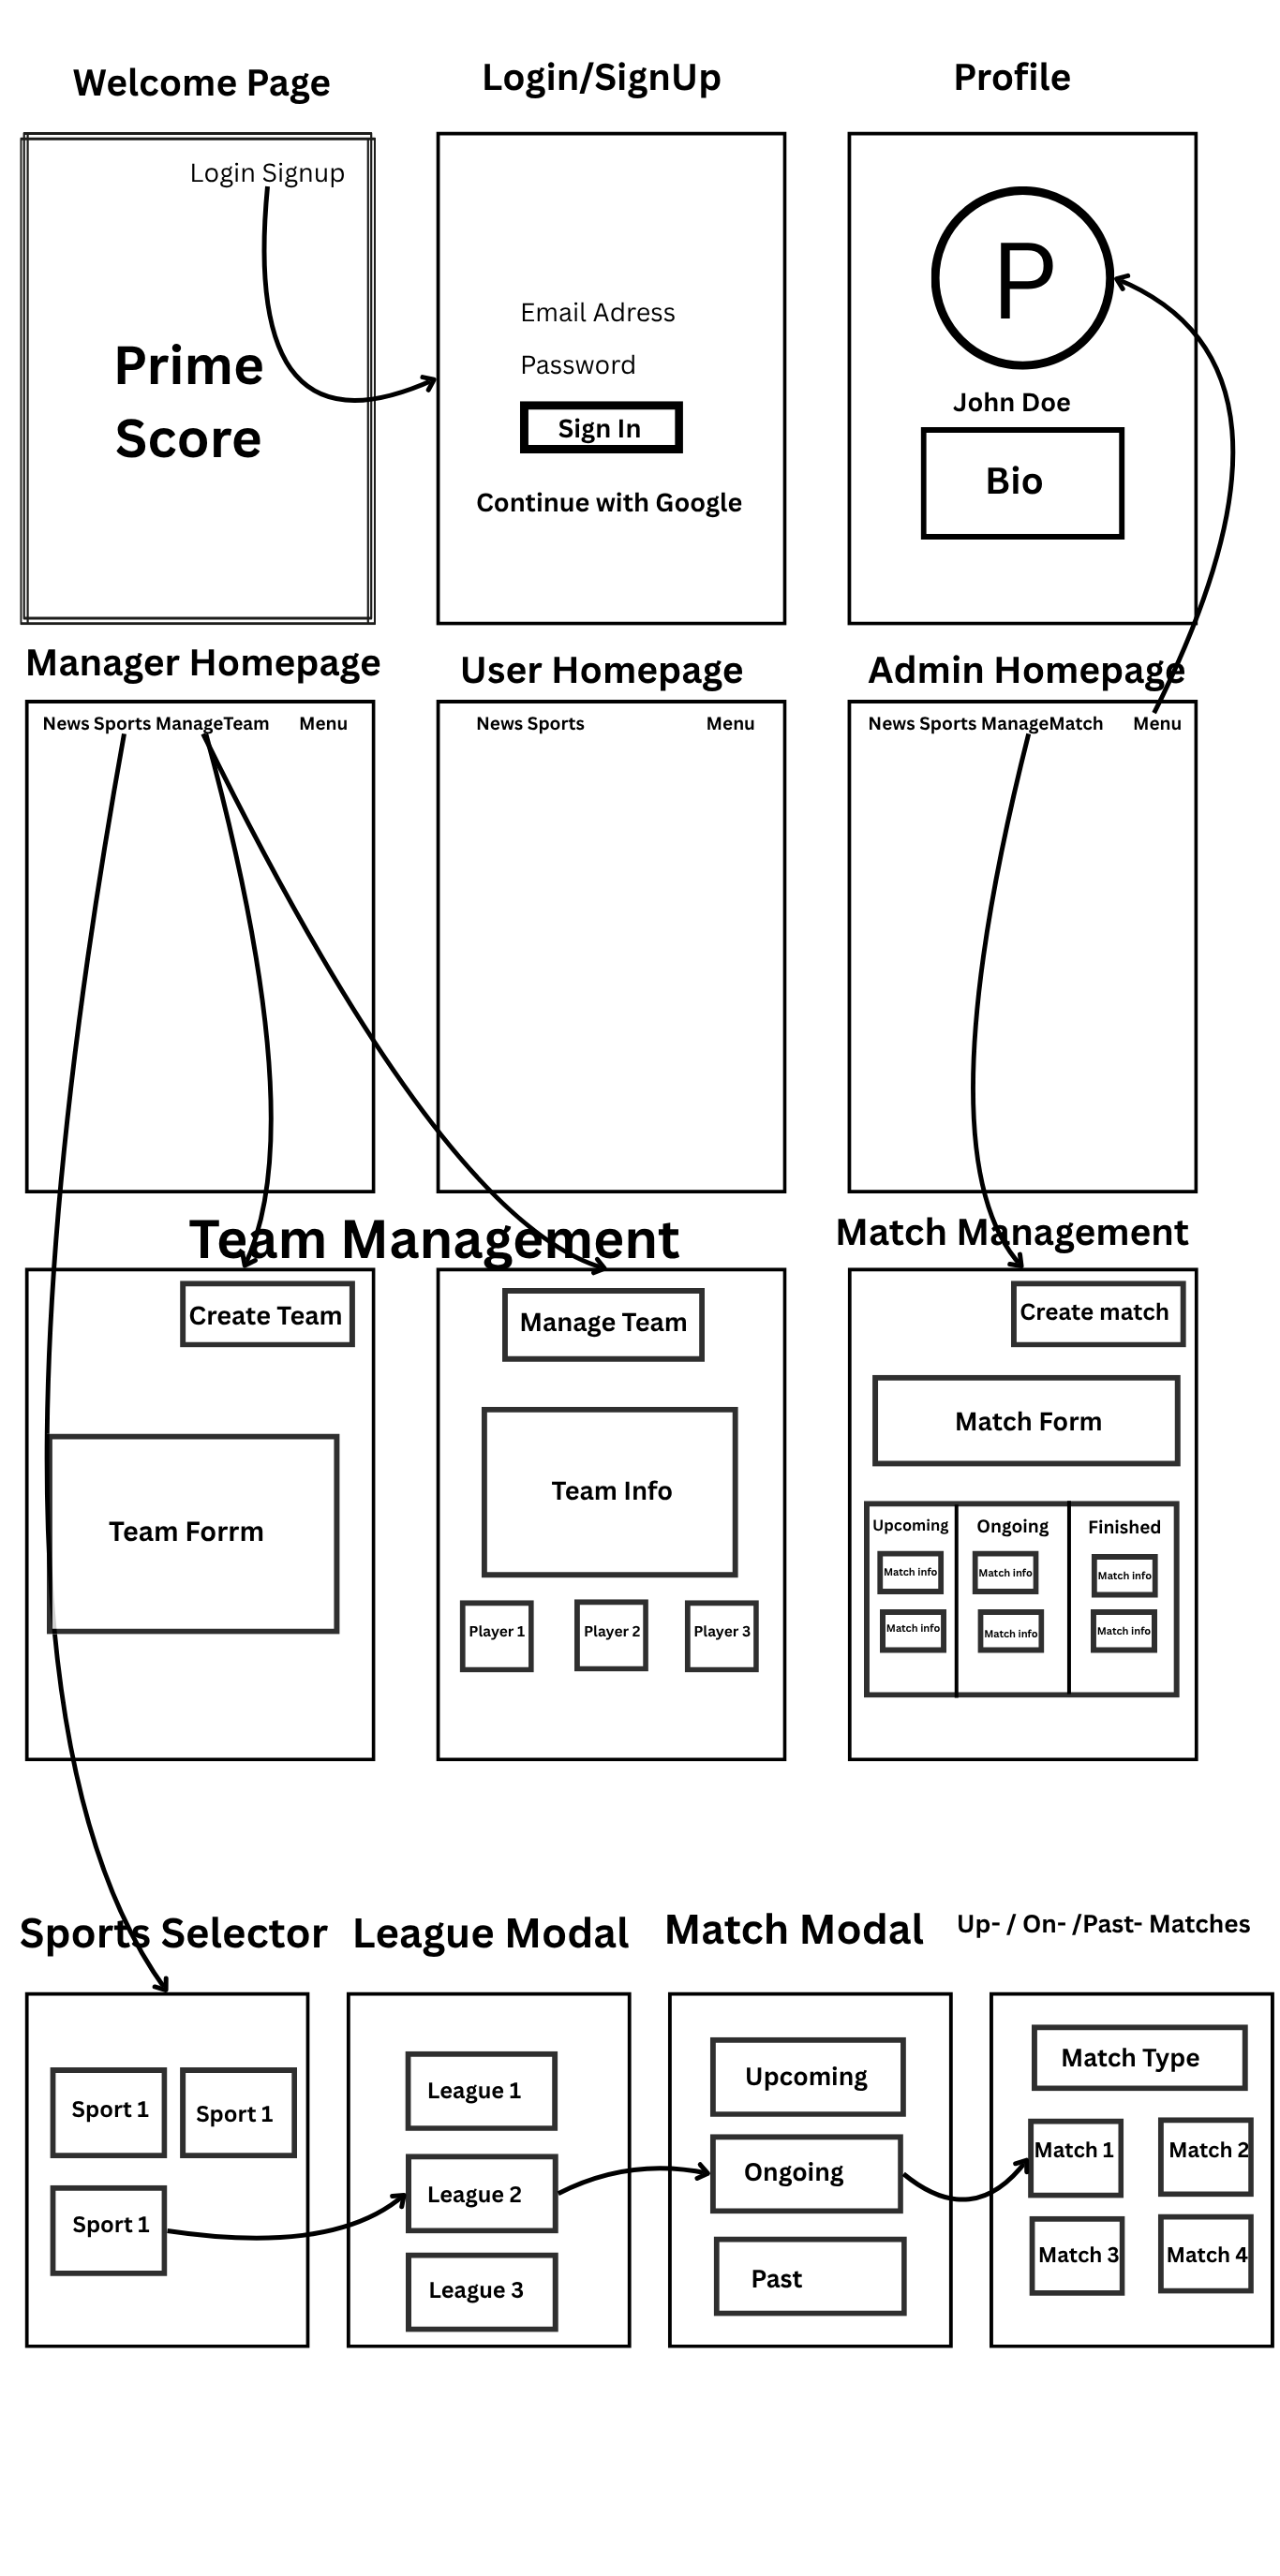 Welcome Page
Login/SignUp
Profile
Login Signup
Prime
Score
Email Adress
Password
Sign In
Continue with Google
P
John Doe
Bio
Manager Homepage
User Homepage
Admin Homepage
News Sports ManageTeam Menu
News Sports Menu
News Sports ManageMatch Menu
Team Management
Match Management
Create Team
Team Forrm
Manage Team
Team Info
Player 1
Player 2
Player 3
Create match
Match Form
Upcoming
Ongoing
Finished
Match info
Match info
Match info
Match info
Match info
Match info
Sports Selector
League Modal
Match Modal
Up- / On- /Past- Matches
Sport 1
Sport 1
Sport 1
League 1
League 2
League 3
Upcoming
Ongoing
Past
Match Type
Match 1
Match 2
Match 3
Match 4